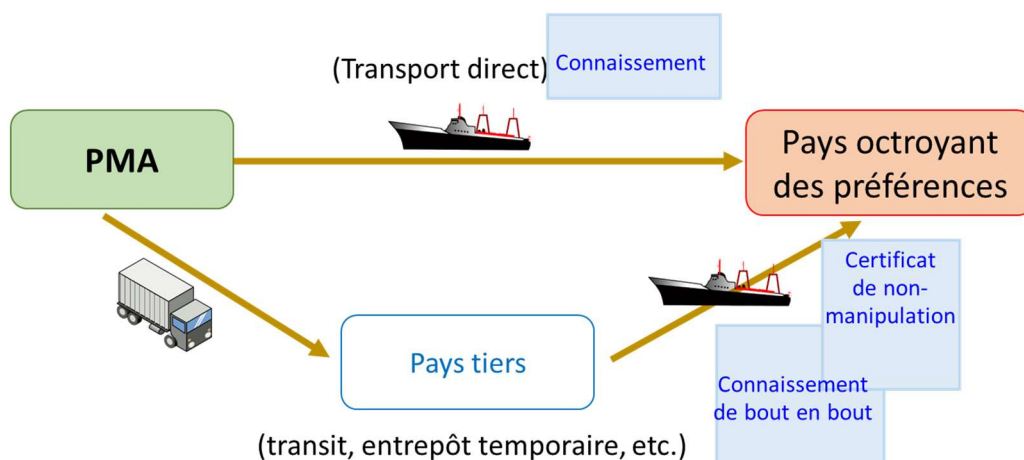 (Transport direct)
Connaissement
PMA
Pays octroyant
des préférences
Certificat
de non-
manipulation
Pays tiers
Connaissement
de bout en bout
(transit, entrepôt temporaire, etc.)